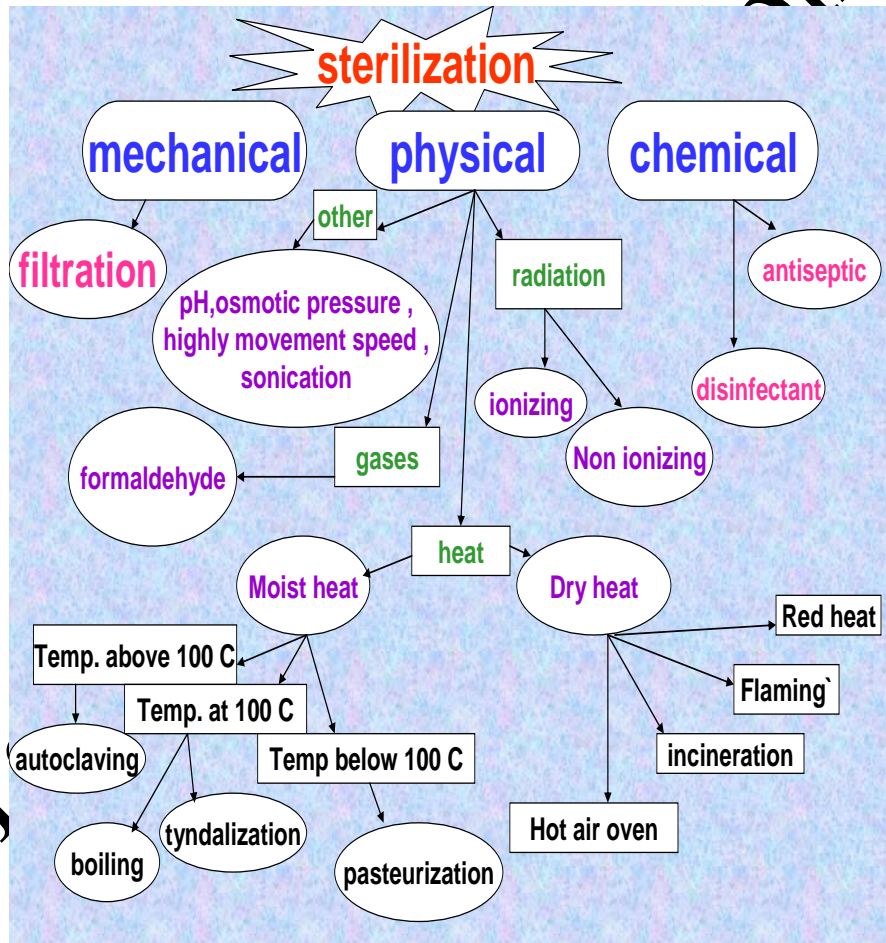 sterilization
mechanical
physical
chemical
other
filtration
radiation
antiseptic
pH,osmotic pressure ,
highly movement speed ,
sonication
ionizing
disinfectant
Non ionizing
gases
formaldehyde
heat
Moist heat
Dry heat
Red heat
Temp. above 100 C
Flaming`
Temp. at 100 C
autoclaving
Temp below 100 C
incineration
tyndalization
Hot air oven
boiling
pasteurization